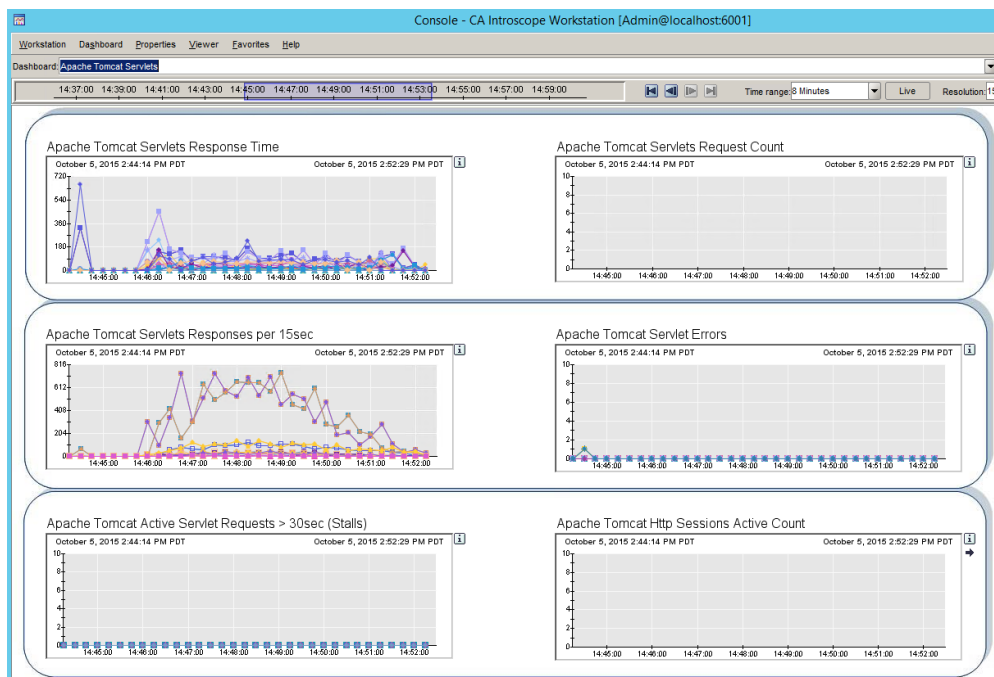 Console - CA Introscope Workstation [Admin@localhost:6001]
Workstation Dashboard Properties Viewer Favorites Help
Dashboard: Apache Tomcat Servlets
14:37:00 14:39:00 14:41:00 14:43:00 14:45:00 14:47:00 14:49:00 14:51:00 14:53:00 14:55:00 14:57:00 14:59:00 Time range: 8 Minutes Live Resolution: 15
Apache Tomcat Servlets Response Time
October 5, 2015 2:44:14 PM PDT October 5, 2015 2:52:29 PM PDT
720
540
360
180
0
14:45:00 14:46:00 14:47:00 14:48:00 14:49:00 14:50:00 14:51:00 14:52:00
Apache Tomcat Servlets Request Count
October 5, 2015 2:44:14 PM PDT October 5, 2015 2:52:29 PM PDT
10
8
6
4
2
0
14:45:00 14:46:00 14:47:00 14:48:00 14:49:00 14:50:00 14:51:00 14:52:00
Apache Tomcat Servlets Responses per 15sec
October 5, 2015 2:44:14 PM PDT October 5, 2015 2:52:29 PM PDT
816
612
408
204
0
14:45:00 14:46:00 14:47:00 14:48:00 14:49:00 14:50:00 14:51:00 14:52:00
Apache Tomcat Servlet Errors
October 5, 2015 2:44:14 PM PDT October 5, 2015 2:52:29 PM PDT
10
8
6
4
2
0
14:45:00 14:46:00 14:47:00 14:48:00 14:49:00 14:50:00 14:51:00 14:52:00
Apache Tomcat Active Servlet Requests > 30sec (Stalls)
October 5, 2015 2:44:14 PM PDT October 5, 2015 2:52:29 PM PDT
10
8
6
4
2
0
14:45:00 14:46:00 14:47:00 14:48:00 14:49:00 14:50:00 14:51:00 14:52:00
Apache Tomcat Http Sessions Active Count
October 5, 2015 2:44:14 PM PDT October 5, 2015 2:52:29 PM PDT
10
8
6
4
2
0
14:45:00 14:46:00 14:47:00 14:48:00 14:49:00 14:50:00 14:51:00 14:52:00